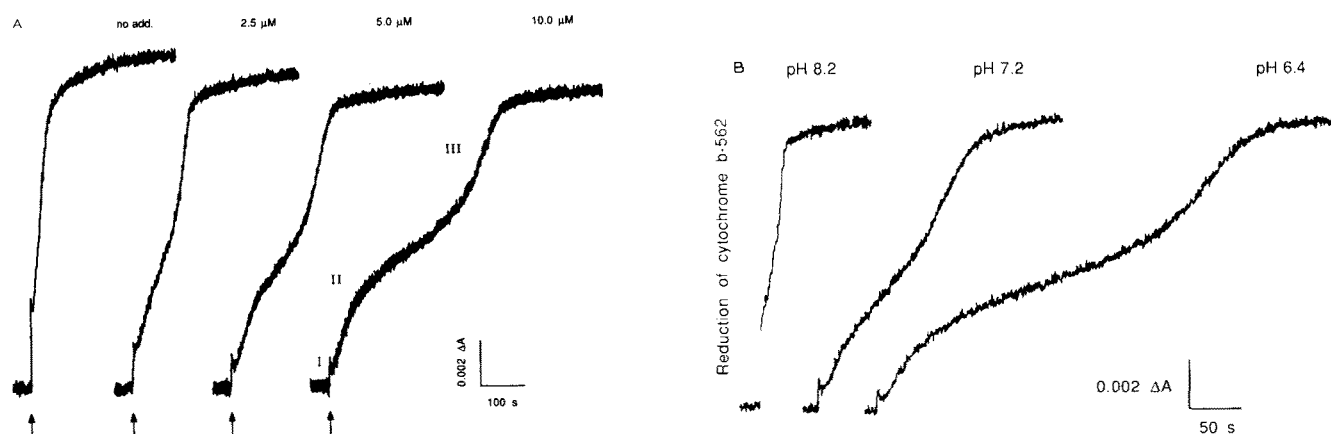 A
no add. 2.5 µM 5.0 µM 10.0 µM
III
II
I
0.002 ΔA
100 s
B
pH 8.2 pH 7.2 pH 6.4
Reduction of cytochrome b-562
0.002 ΔA
50 s